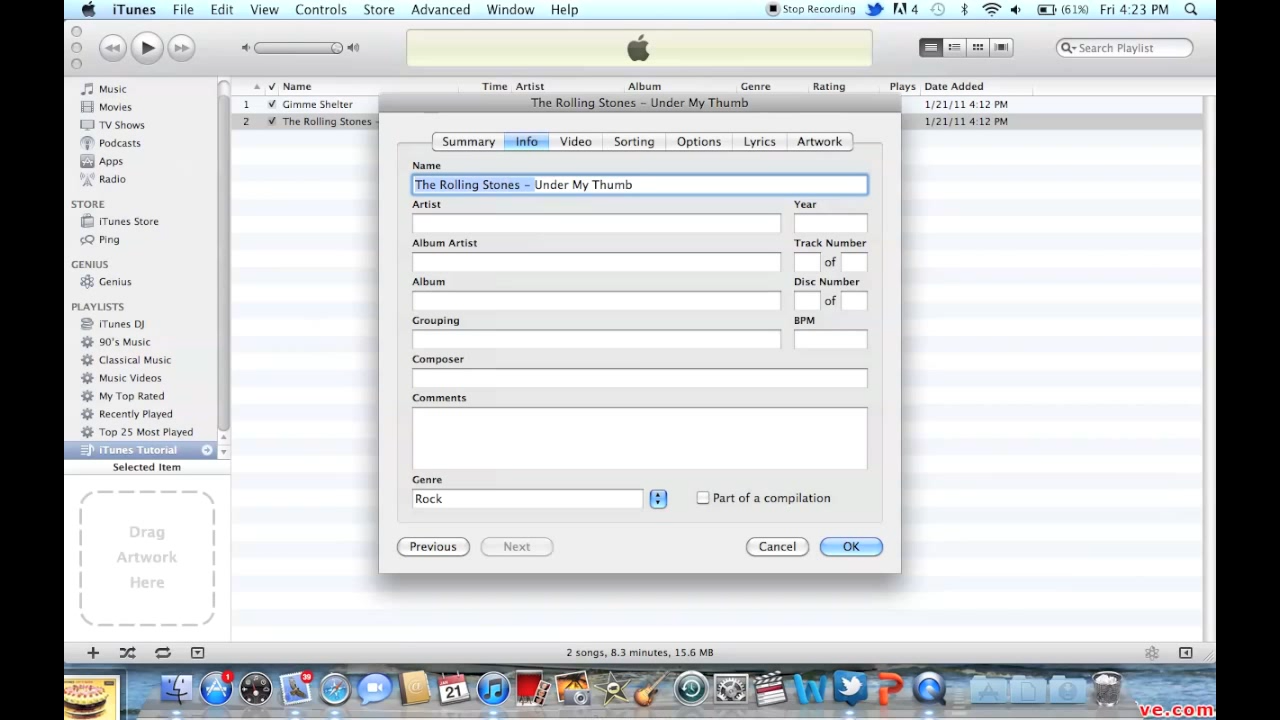 iTunes File Edit View Controls Store Advanced Window Help Stop Recording 4 (61%) Fri 4:23 PM
Search Playlist
Name Time Artist Album Genre Rating Plays Date Added
1 Gimme Shelter 1/21/11 4:12 PM
2 The Rolling Stones - 1/21/11 4:12 PM
Music
Movies
TV Shows
Podcasts
Apps
Radio
STORE
iTunes Store
Ping
GENIUS
Genius
PLAYLISTS
iTunes DJ
90's Music
Classical Music
Music Videos
My Top Rated
Recently Played
Top 25 Most Played
iTunes Tutorial
Selected Item
Drag
Artwork
Here
The Rolling Stones - Under My Thumb
Summary Info Video Sorting Options Lyrics Artwork
Name
The Rolling Stones - Under My Thumb
Artist Year
Album Artist Track Number
of
Album Disc Number
of
Grouping BPM
Composer
Comments
Genre
Rock Part of a compilation
Previous Next Cancel OK
2 songs, 8.3 minutes, 15.6 MB
1 39 21
ve.com